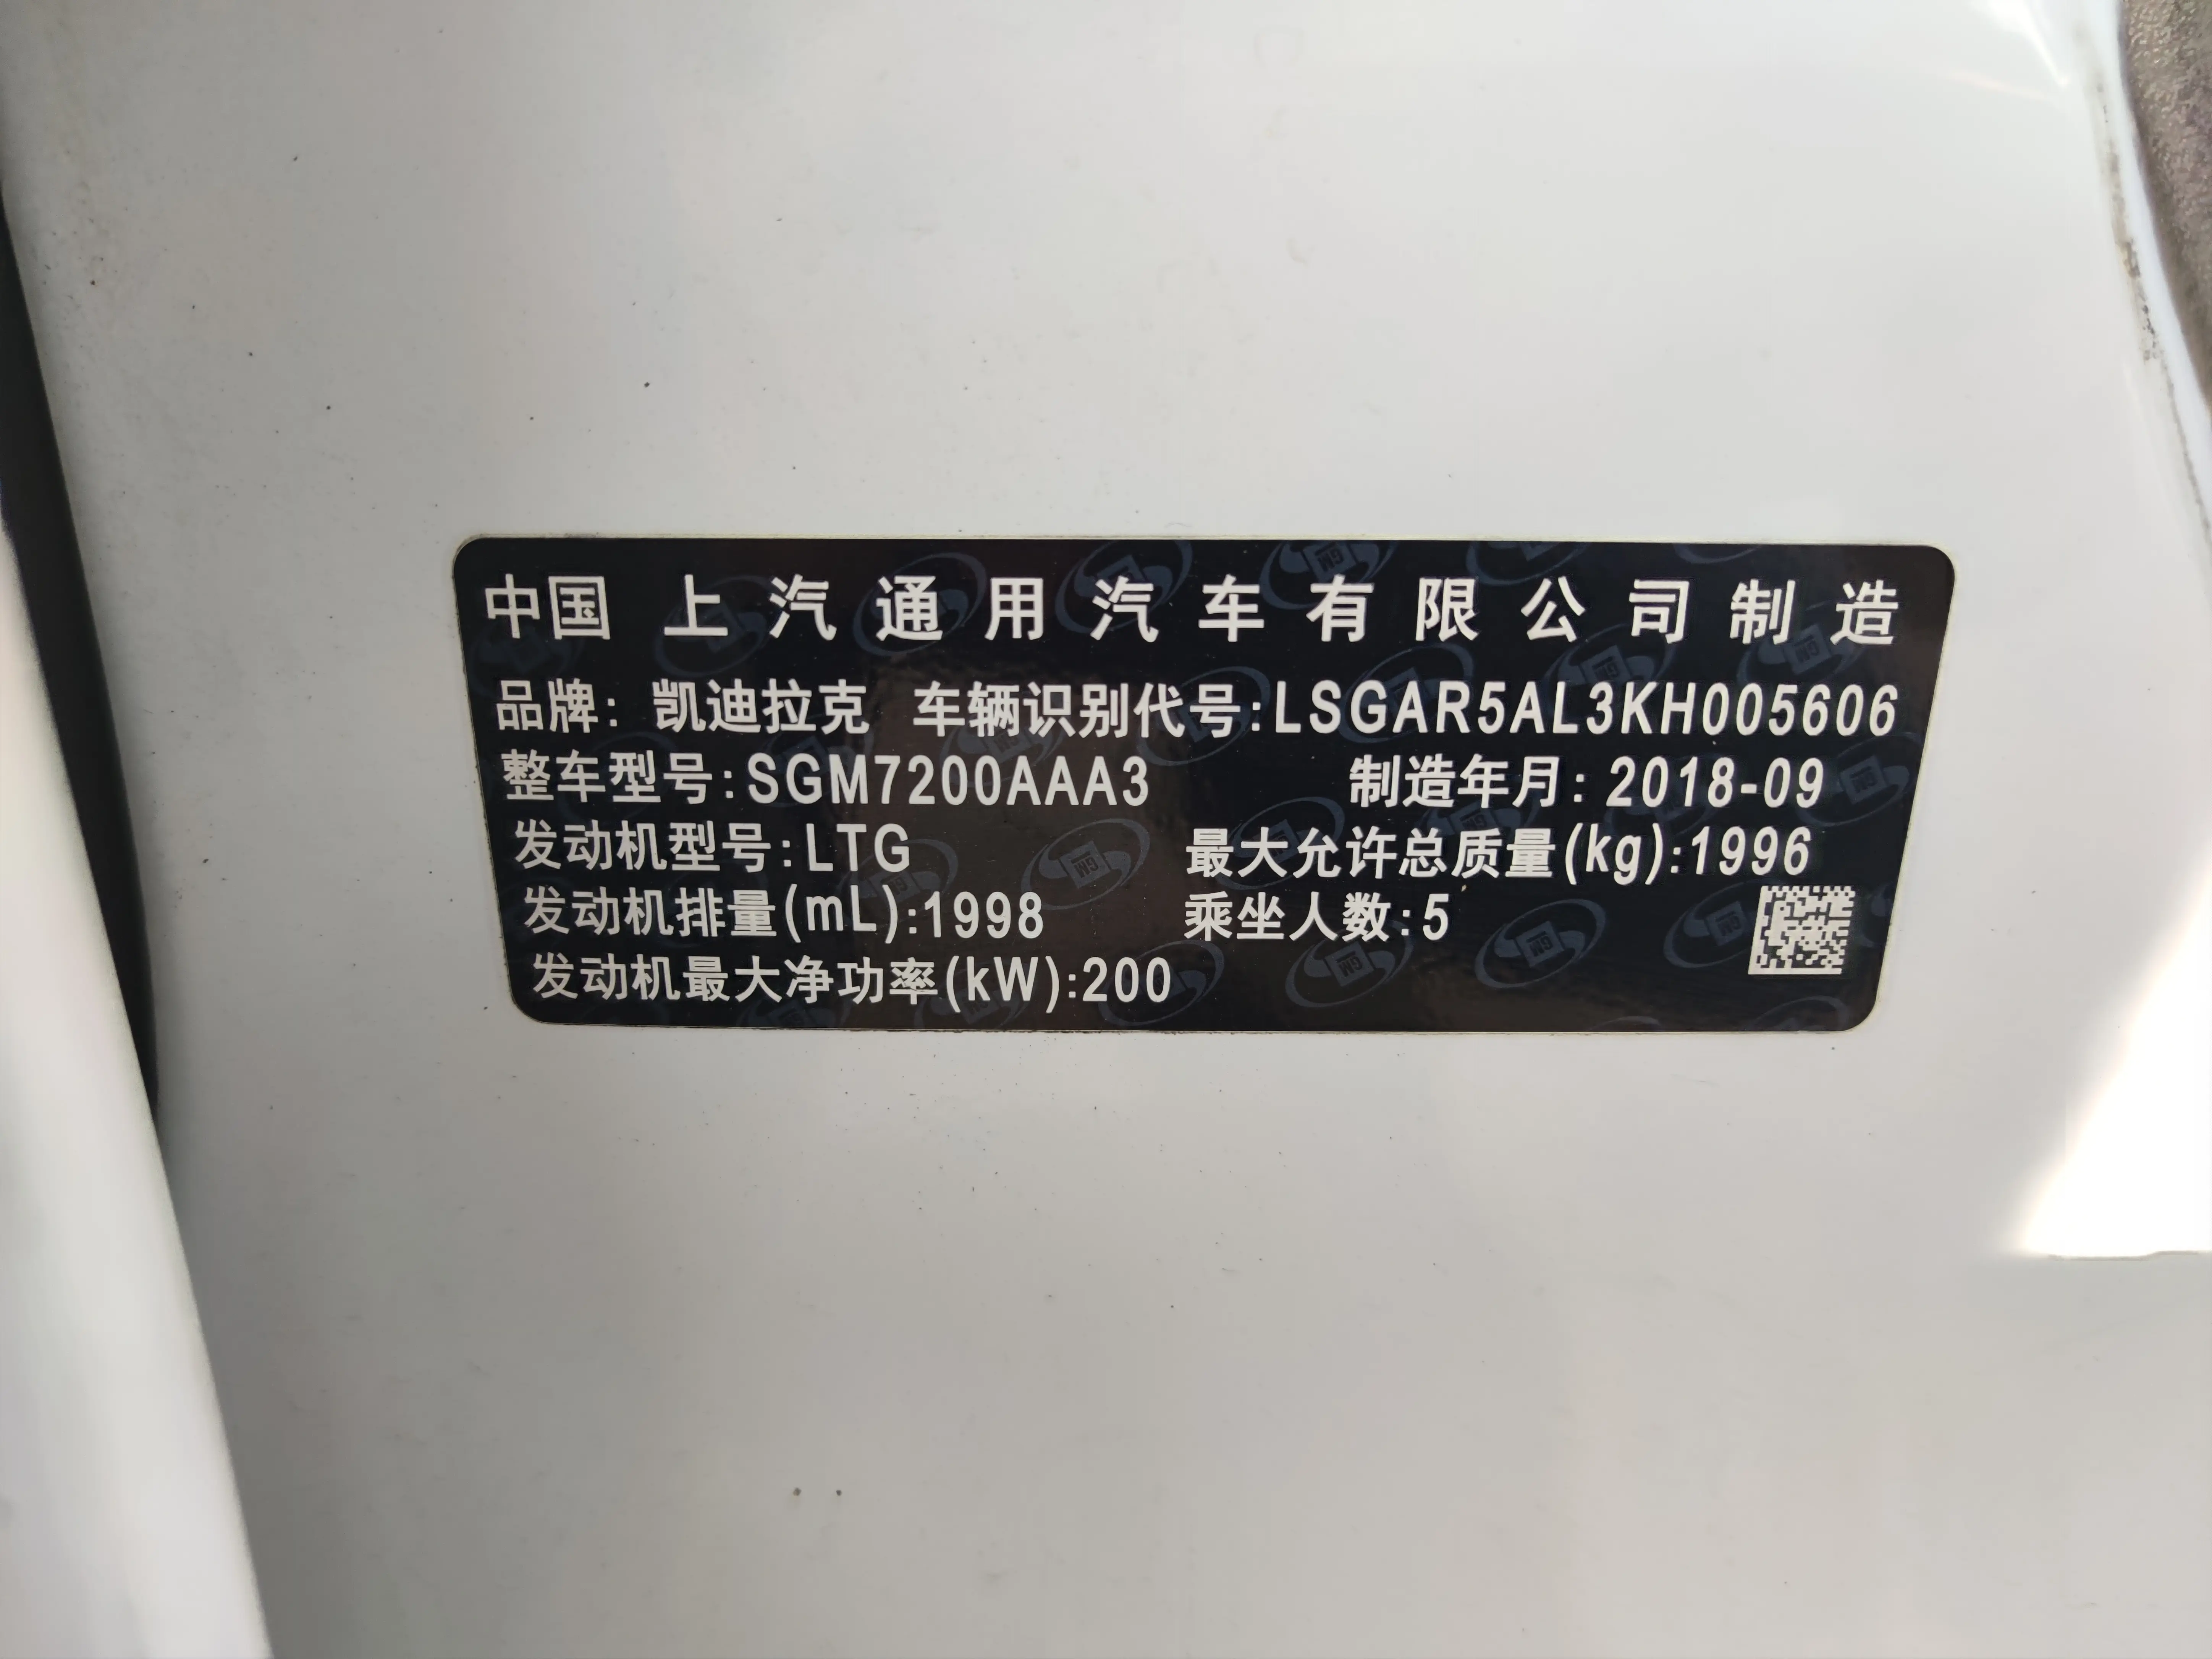 中国 上汽通用汽车有限公司制造
品牌: 凯迪拉克 车辆识别代号:LSGAR5AL3KH005606
整车型号:SGM7200AAA3 制造年月: 2018-09
发动机型号:LTG 最大允许总质量(kg):1996
发动机排量(mL):1998 乘坐人数:5
发动机最大净功率(kW):200